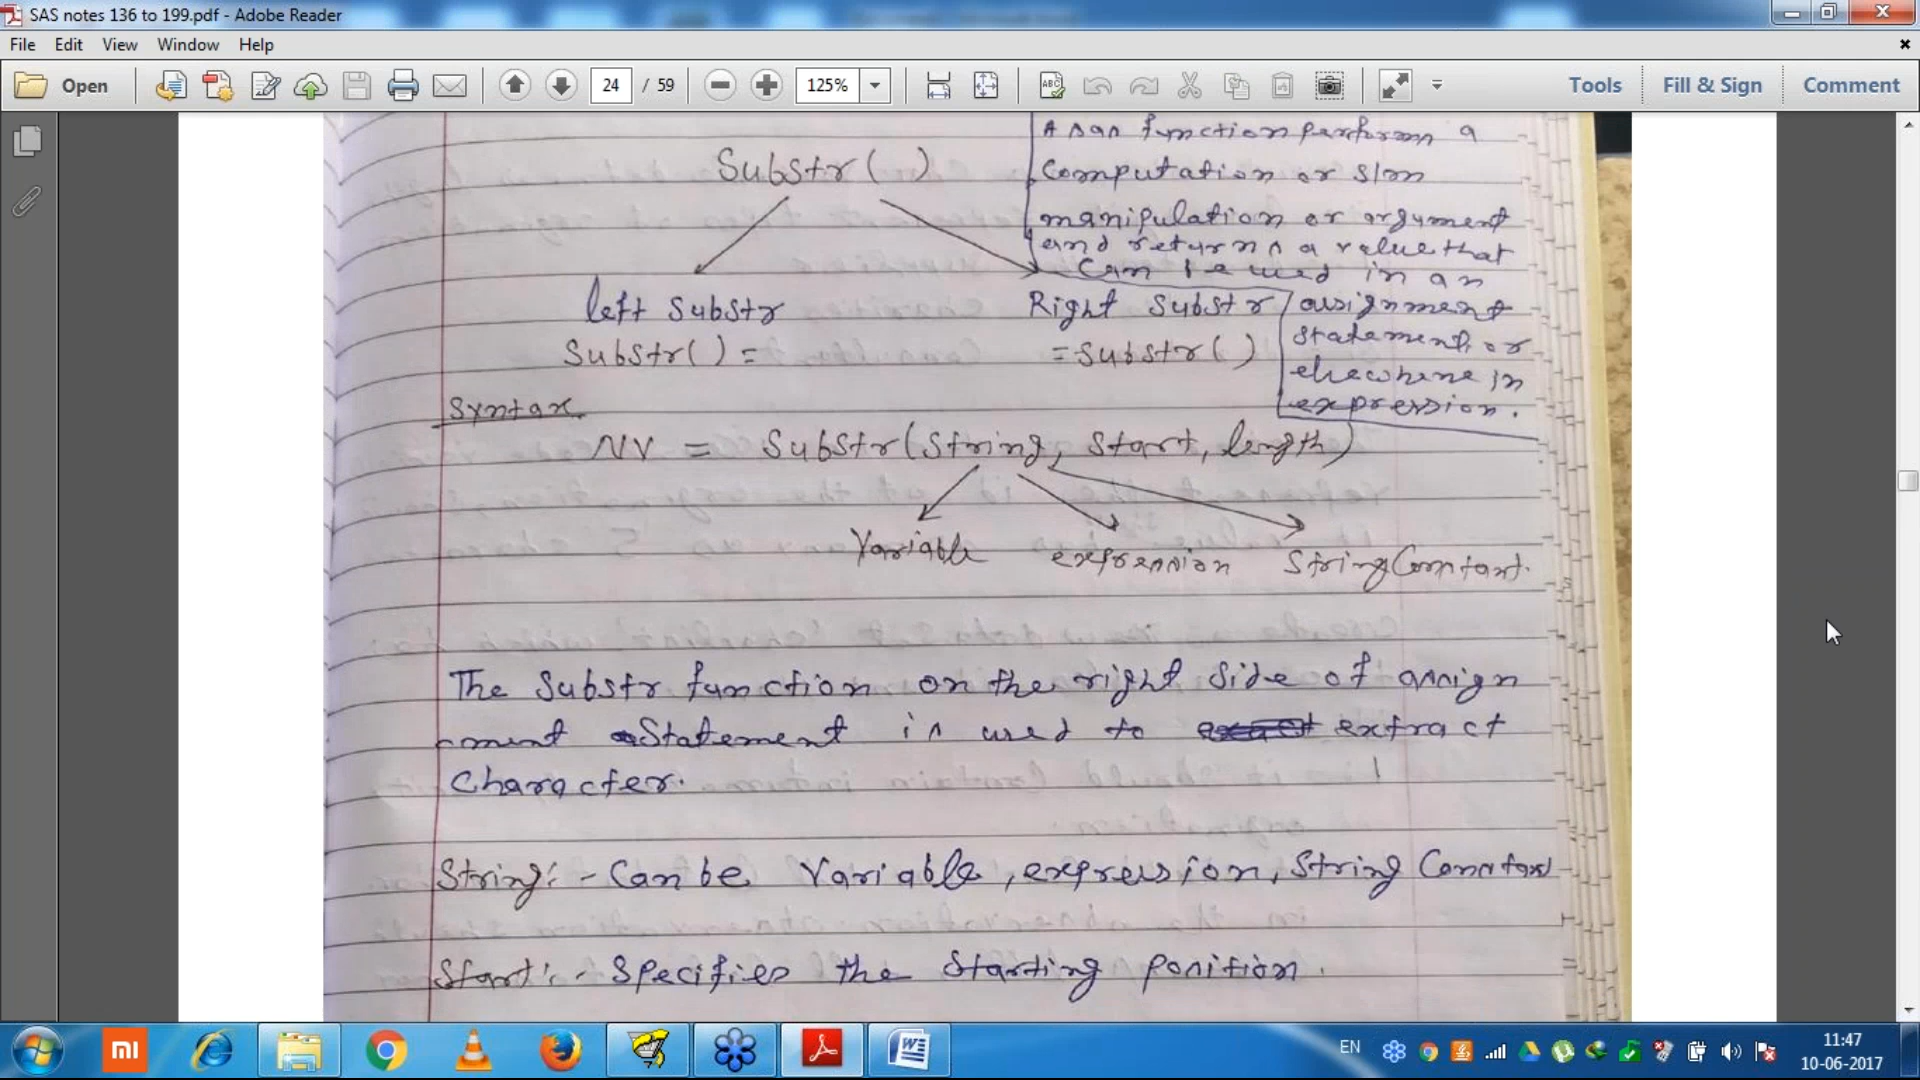 SAS notes 136 to 199.pdf - Adobe Reader
File Edit View Window Help
Open 24 / 59 125% Tools Fill & Sign Comment
A sas function perform a
Computation or s/m
manipulation or argument
and returns a value that
Can be used in an
assignment
statement, or
elsewhere in
expression.
Substr ( )
left Substr
Right Substr
Substr( ) =
= Substr( )
Syntax
NV = Substr(String, Start, length)
Variable expression String Constant.
The Substr function on the right Side of assign
ment Statement is used to extract
Character.
String:- Can be Variable, expression, String Constant
Start:- Specifies the Starting position.
EN
11:47
10-06-2017